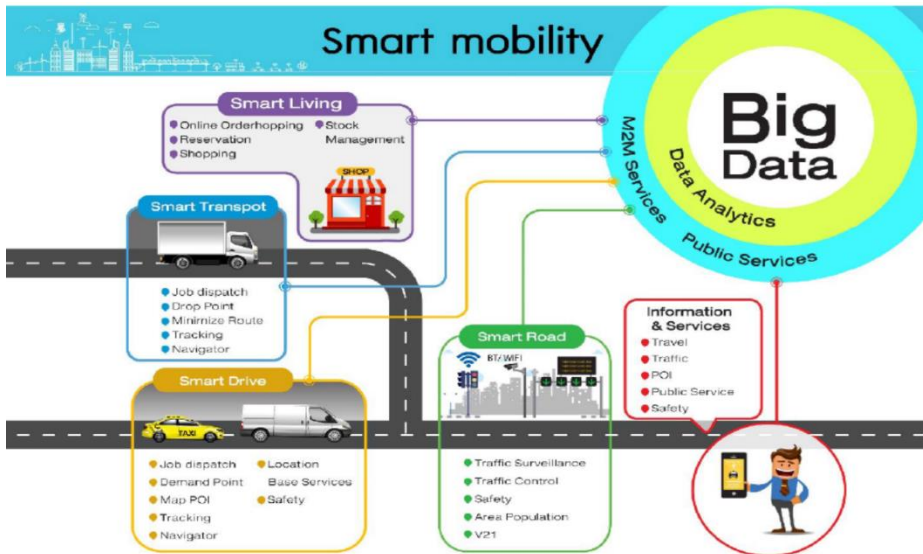 Smart mobility
Big
Data
Data Analytics
M2M Services
Public Services
Smart Living
Online Orderhopping
Reservation
Shopping
Stock
Management
SHOP
Smart Transpot
Job dispatch
Drop Point
Minimize Route
Tracking
Navigator
Smart Drive
TAXI
Job dispatch
Demand Point
Map POI
Tracking
Navigator
Location
Base Services
Safety
Smart Road
BT/WIFI
Traffic Surveillance
Traffic Control
Safety
Area Population
V21
Information
& Services
Travel
Traffic
POI
Public Service
Safety